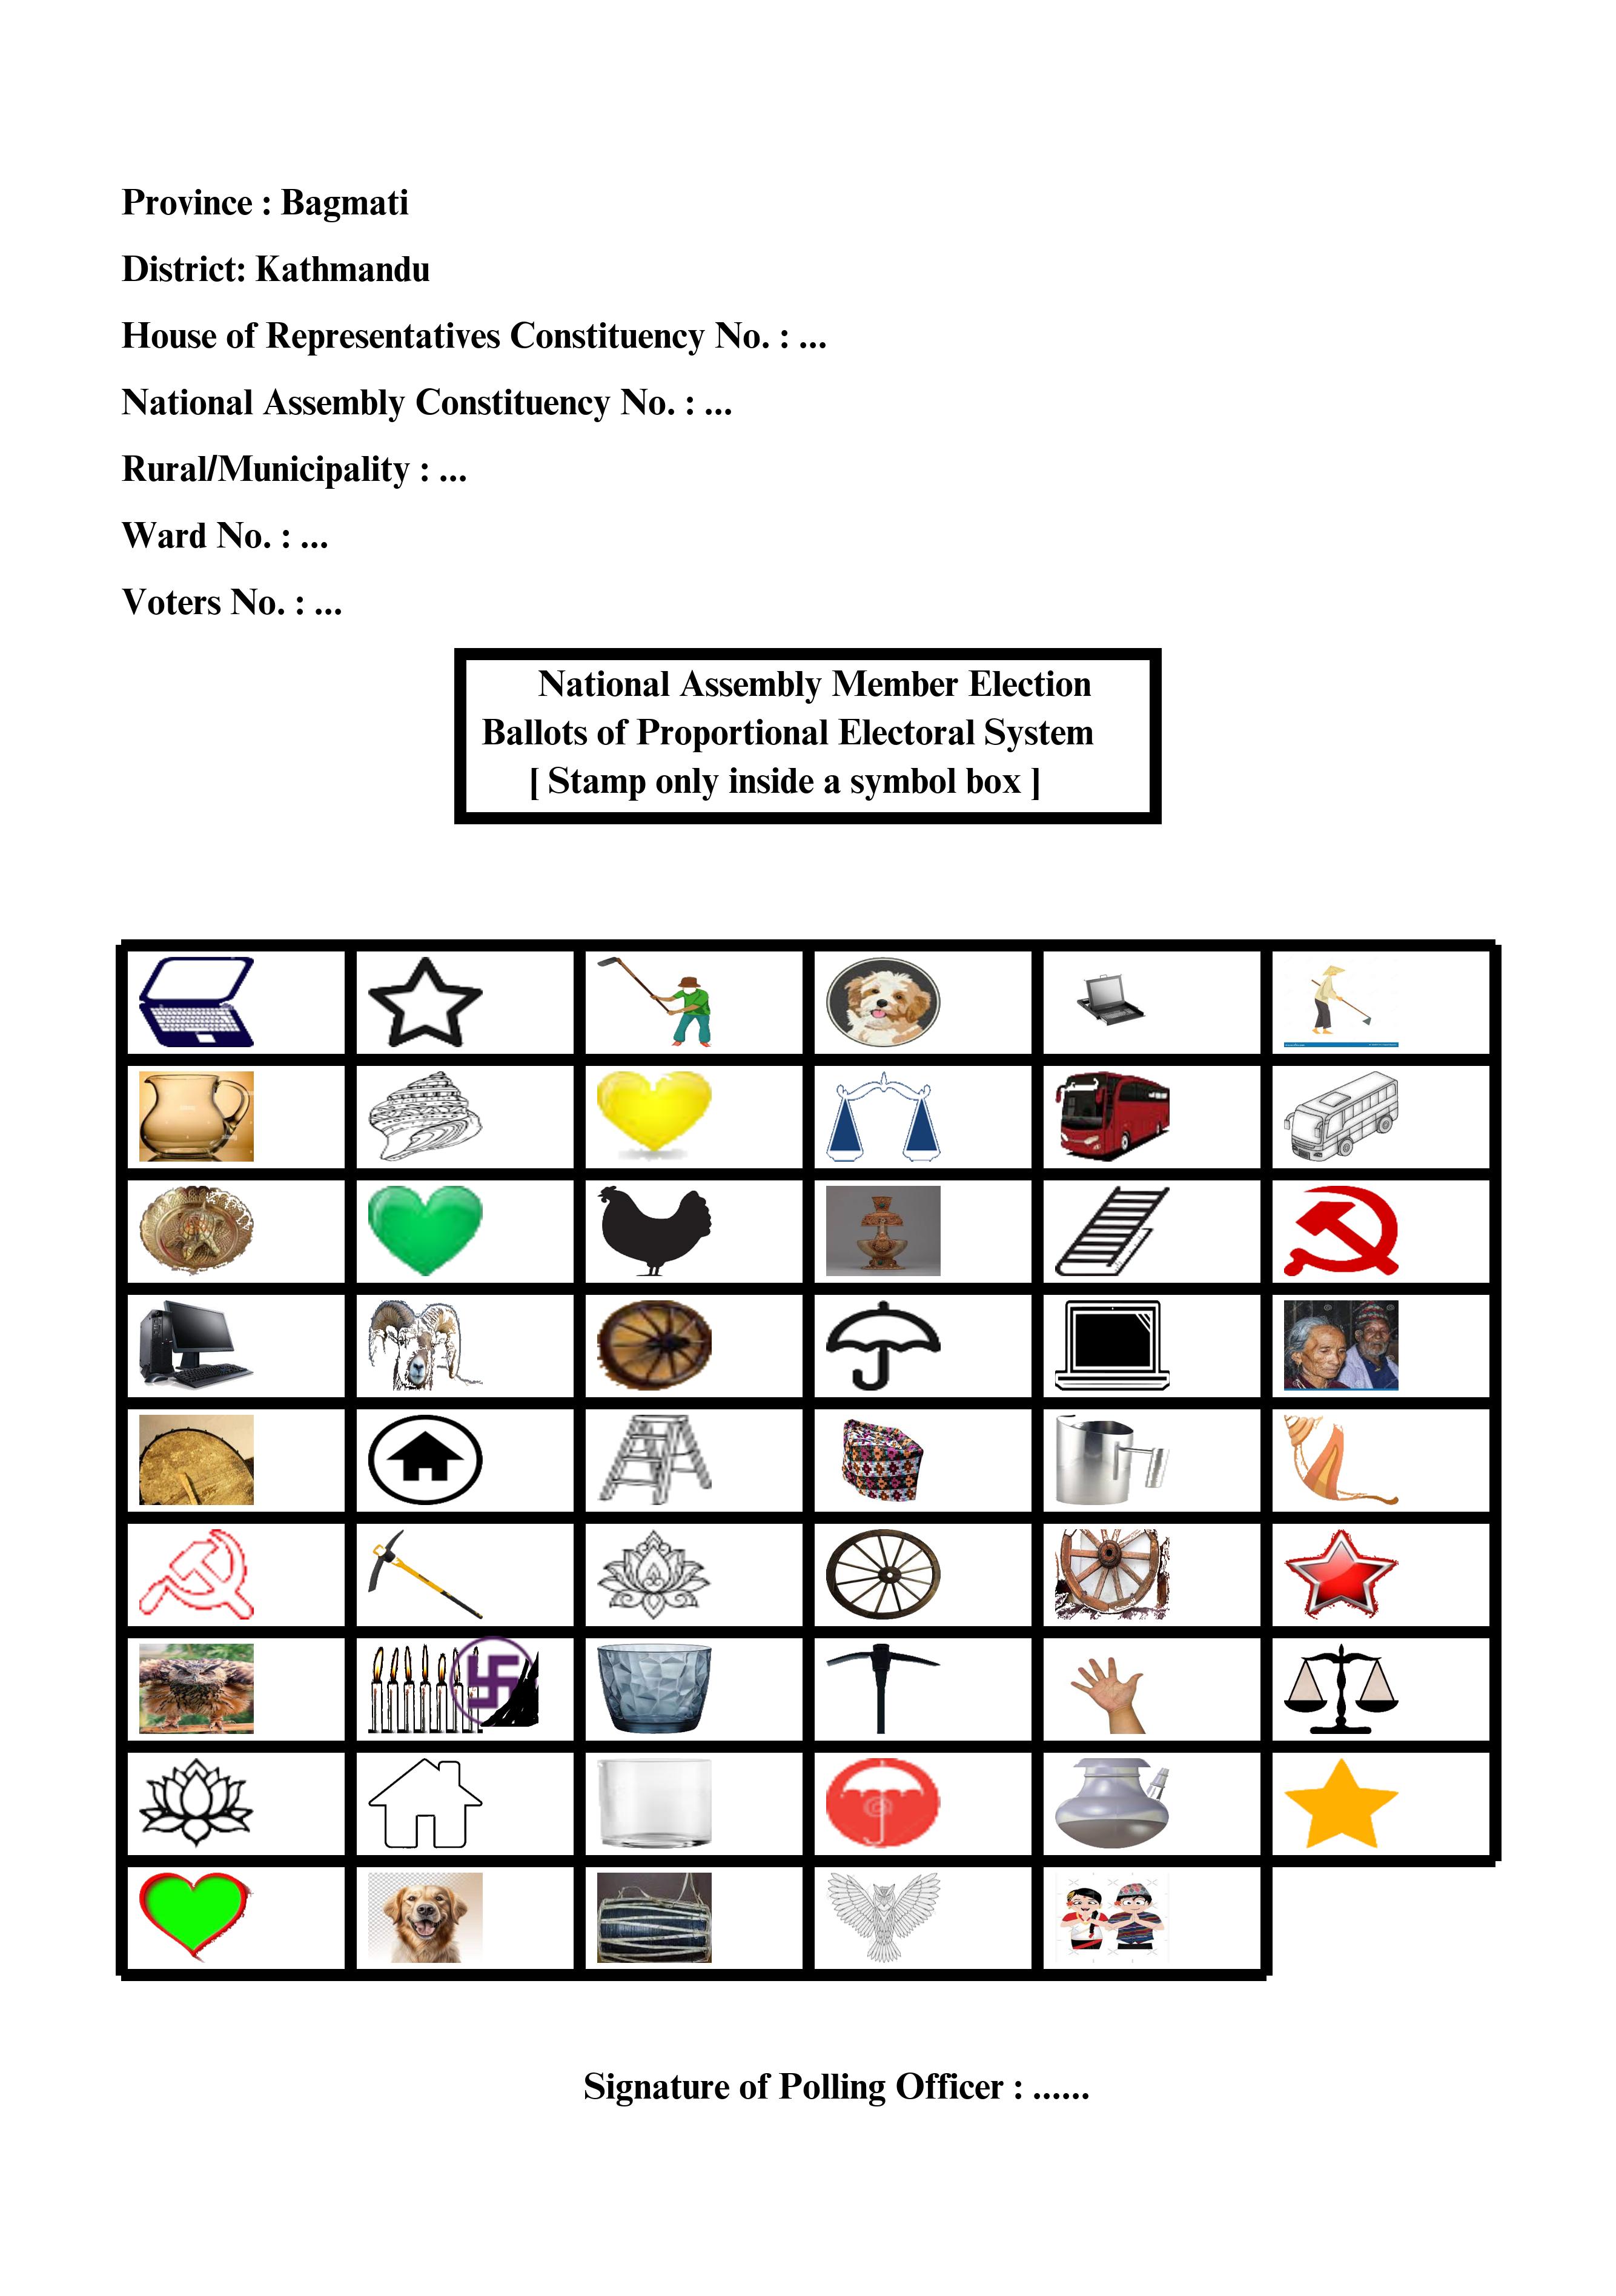 Province : Bagmati
District: Kathmandu
House of Representatives Constituency No. : ...
National Assembly Constituency No. : ...
Rural/Municipality : ...
Ward No. : ...
Voters No. : ...
National Assembly Member Election
Ballots of Proportional Electoral System
[ Stamp only inside a symbol box ]
Signature of Polling Officer : ......